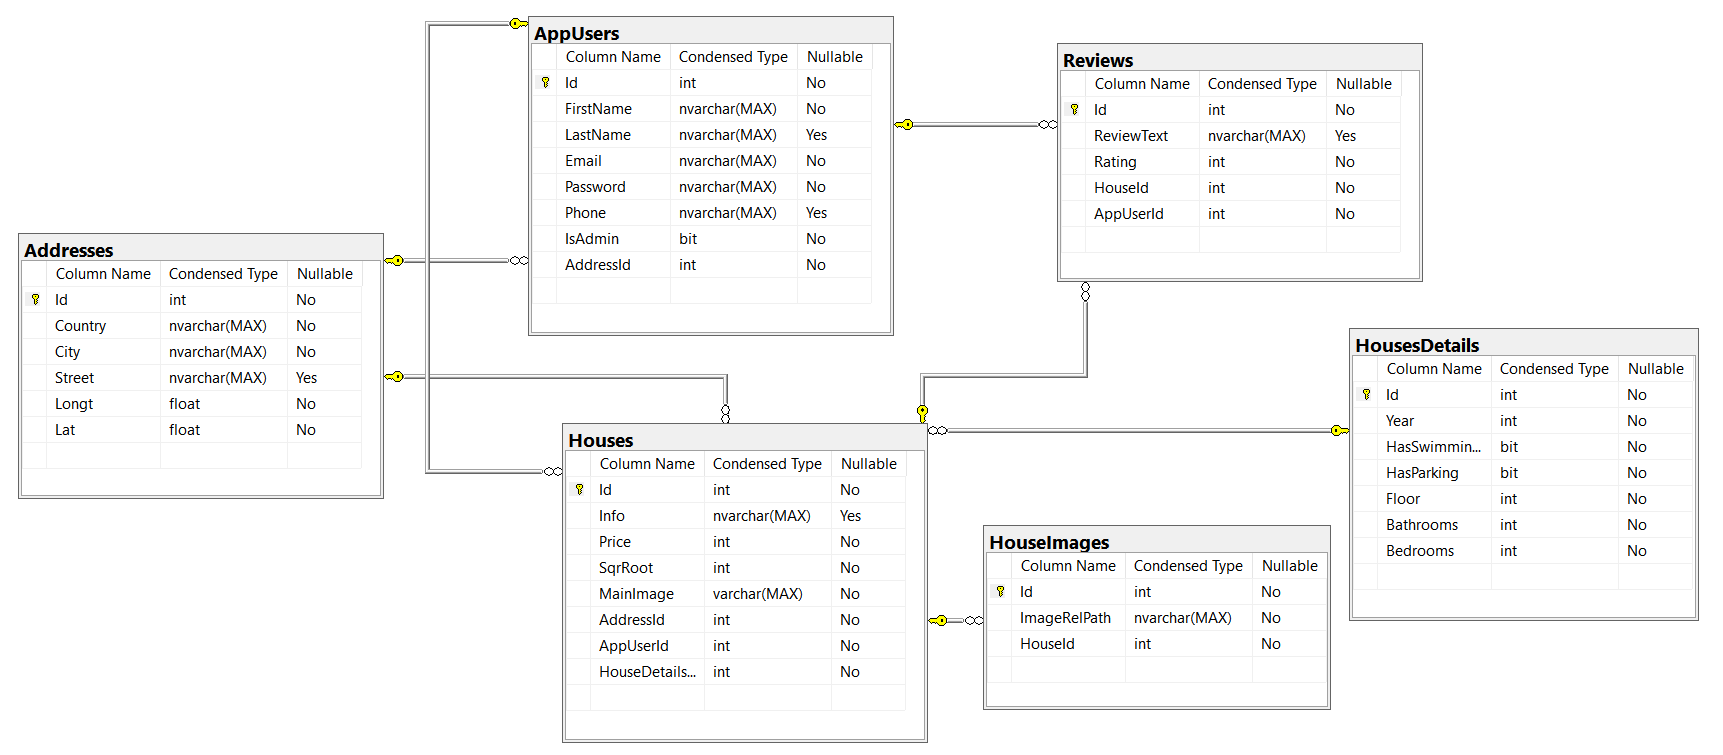 AppUsers
Column Name Condensed Type Nullable
Id int No
FirstName nvarchar(MAX) No
LastName nvarchar(MAX) Yes
Email nvarchar(MAX) No
Password nvarchar(MAX) No
Phone nvarchar(MAX) Yes
IsAdmin bit No
AddressId int No
Reviews
Column Name Condensed Type Nullable
Id int No
ReviewText nvarchar(MAX) Yes
Rating int No
HouseId int No
AppUserId int No
Addresses
Column Name Condensed Type Nullable
Id int No
Country nvarchar(MAX) No
City nvarchar(MAX) No
Street nvarchar(MAX) Yes
Longt float No
Lat float No
HousesDetails
Column Name Condensed Type Nullable
Id int No
Year int No
HasSwimmin... bit No
HasParking bit No
Floor int No
Bathrooms int No
Bedrooms int No
Houses
Column Name Condensed Type Nullable
Id int No
Info nvarchar(MAX) Yes
Price int No
SqrRoot int No
MainImage varchar(MAX) No
AddressId int No
AppUserId int No
HouseDetails... int No
HouseImages
Column Name Condensed Type Nullable
Id int No
ImageRelPath nvarchar(MAX) No
HouseId int No